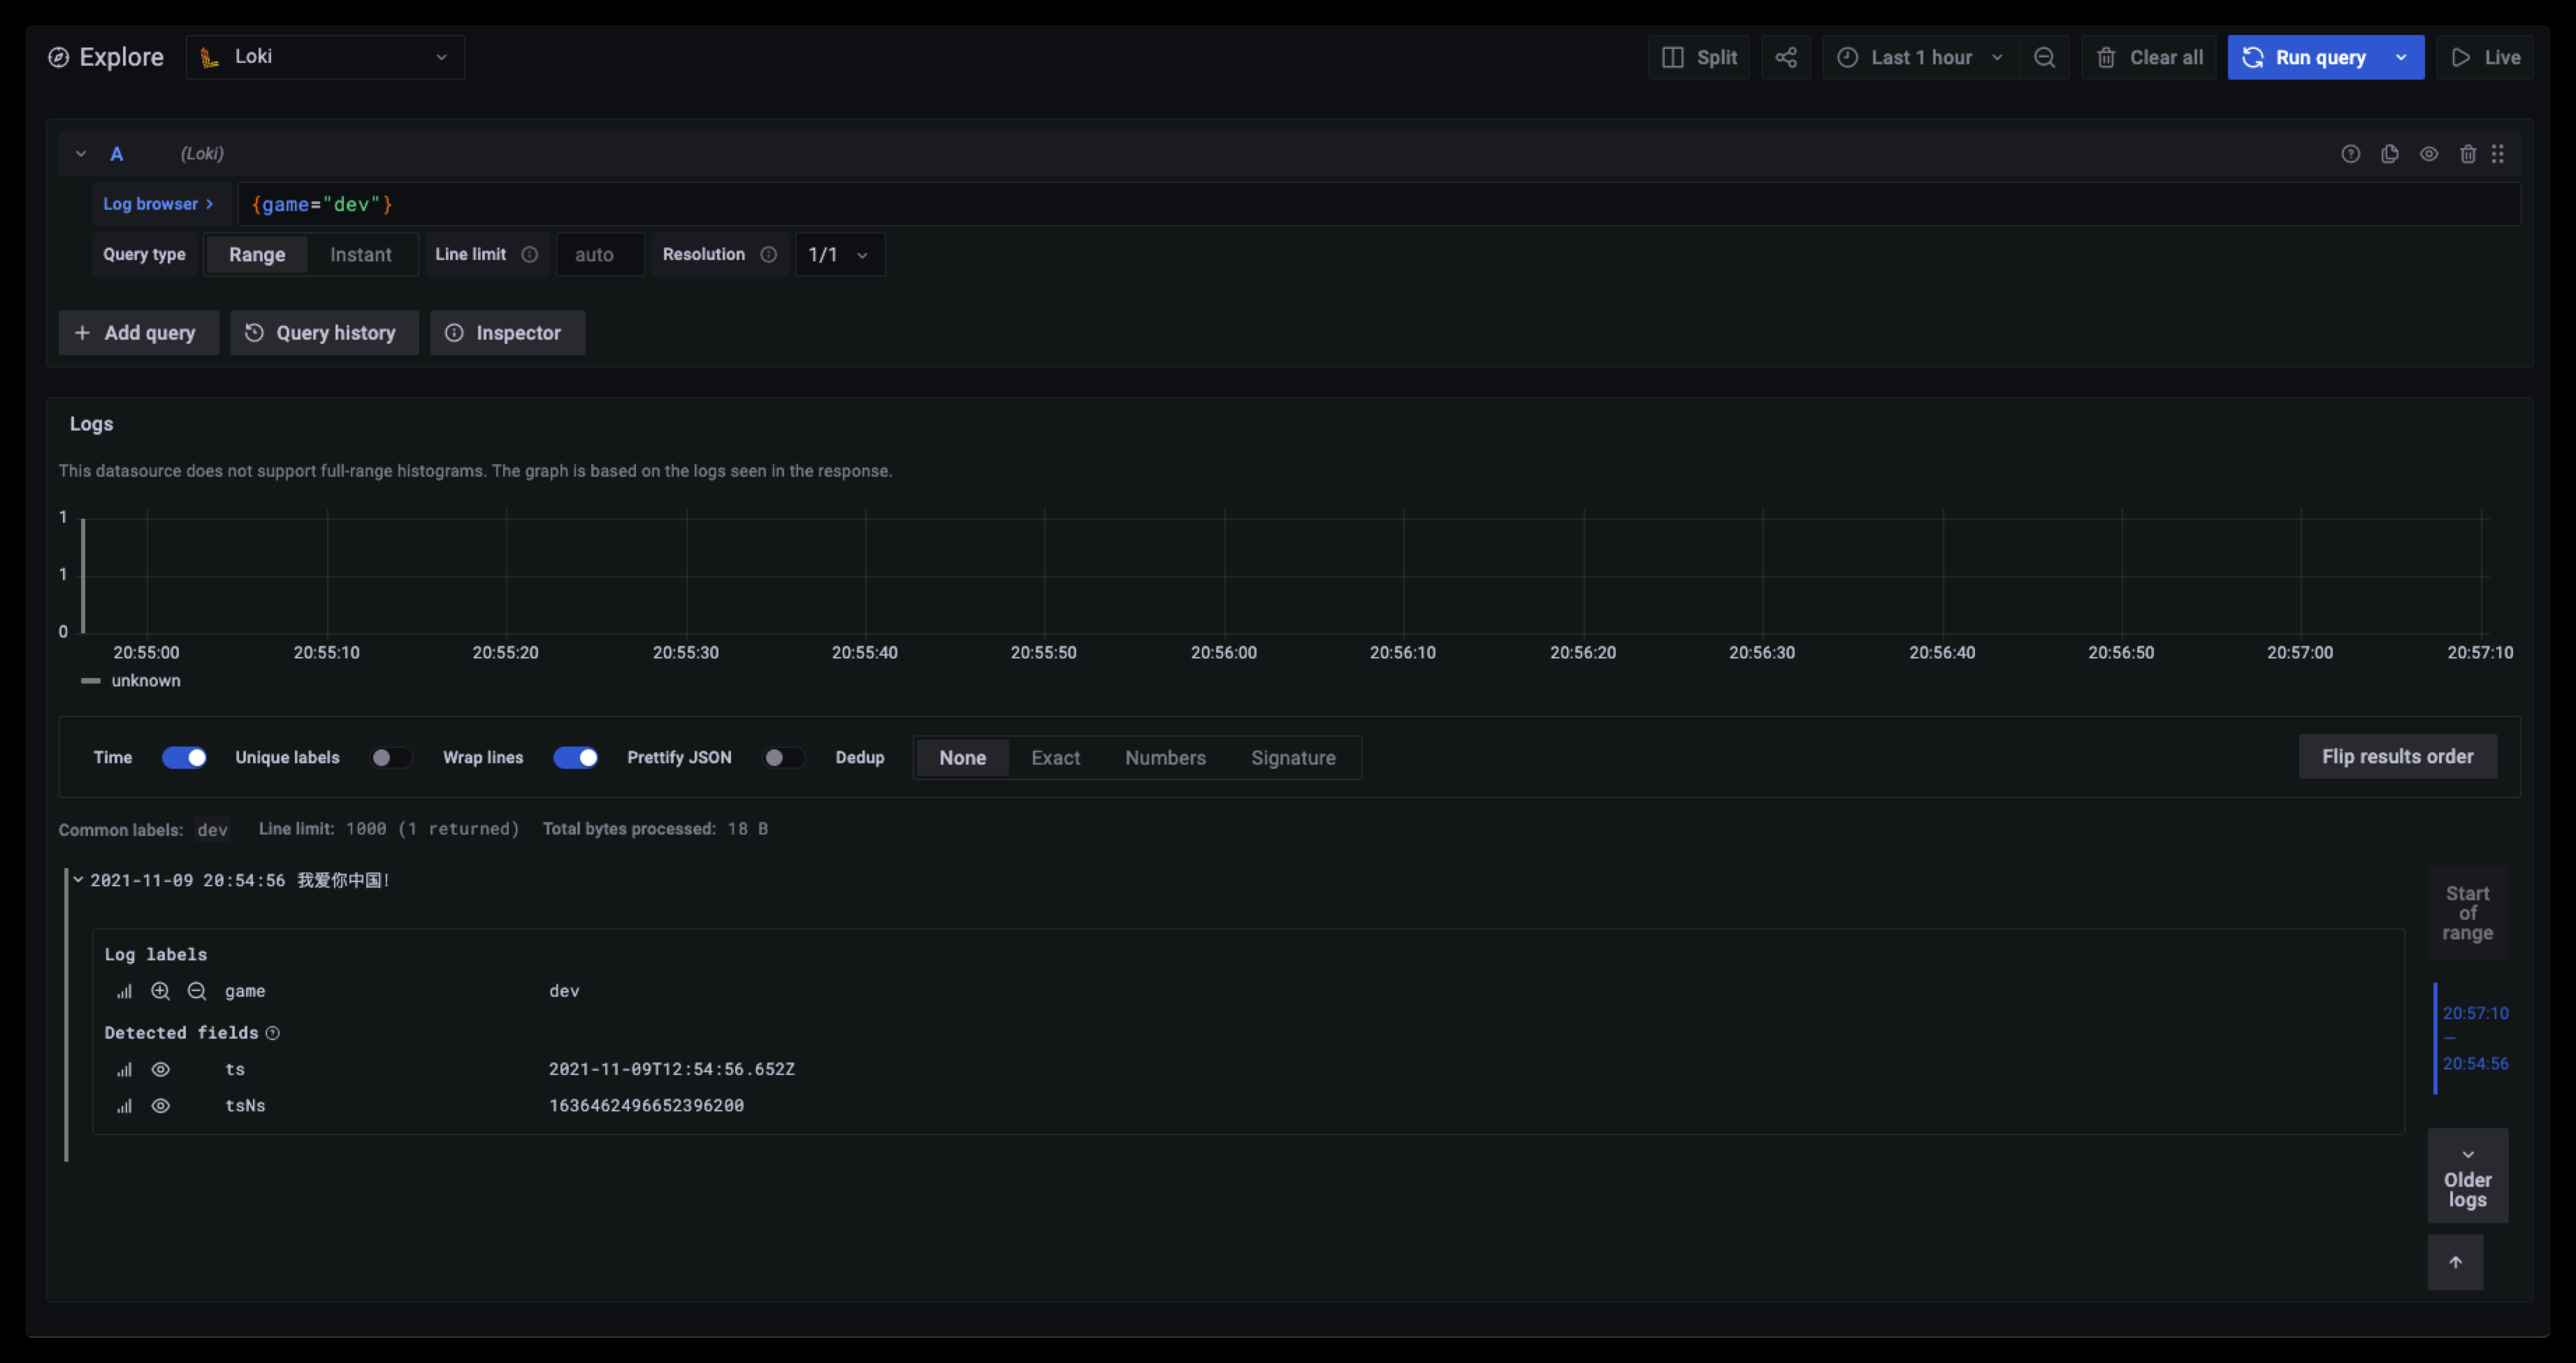 Explore Loki Split Last 1 hour Clear all Run query Live
A (Loki)
Log browser > {game="dev"}
Query type Range Instant Line limit auto Resolution 1/1
+ Add query Query history Inspector
Logs
This datasource does not support full-range histograms. The graph is based on the logs seen in the response.
1
1
0
20:55:00 20:55:10 20:55:20 20:55:30 20:55:40 20:55:50 20:56:00 20:56:10 20:56:20 20:56:30 20:56:40 20:56:50 20:57:00 20:57:10
unknown
Time Unique labels Wrap lines Prettify JSON Dedup None Exact Numbers Signature Flip results order
Common labels: dev Line limit: 1000 (1 returned) Total bytes processed: 18 B
2021-11-09 20:54:56 我爱你中国!
Log labels
game dev
Detected fields
ts 2021-11-09T12:54:56.652Z
tsNs 1636462496652396200
Start
of
range
20:57:10
—
20:54:56
Older
logs